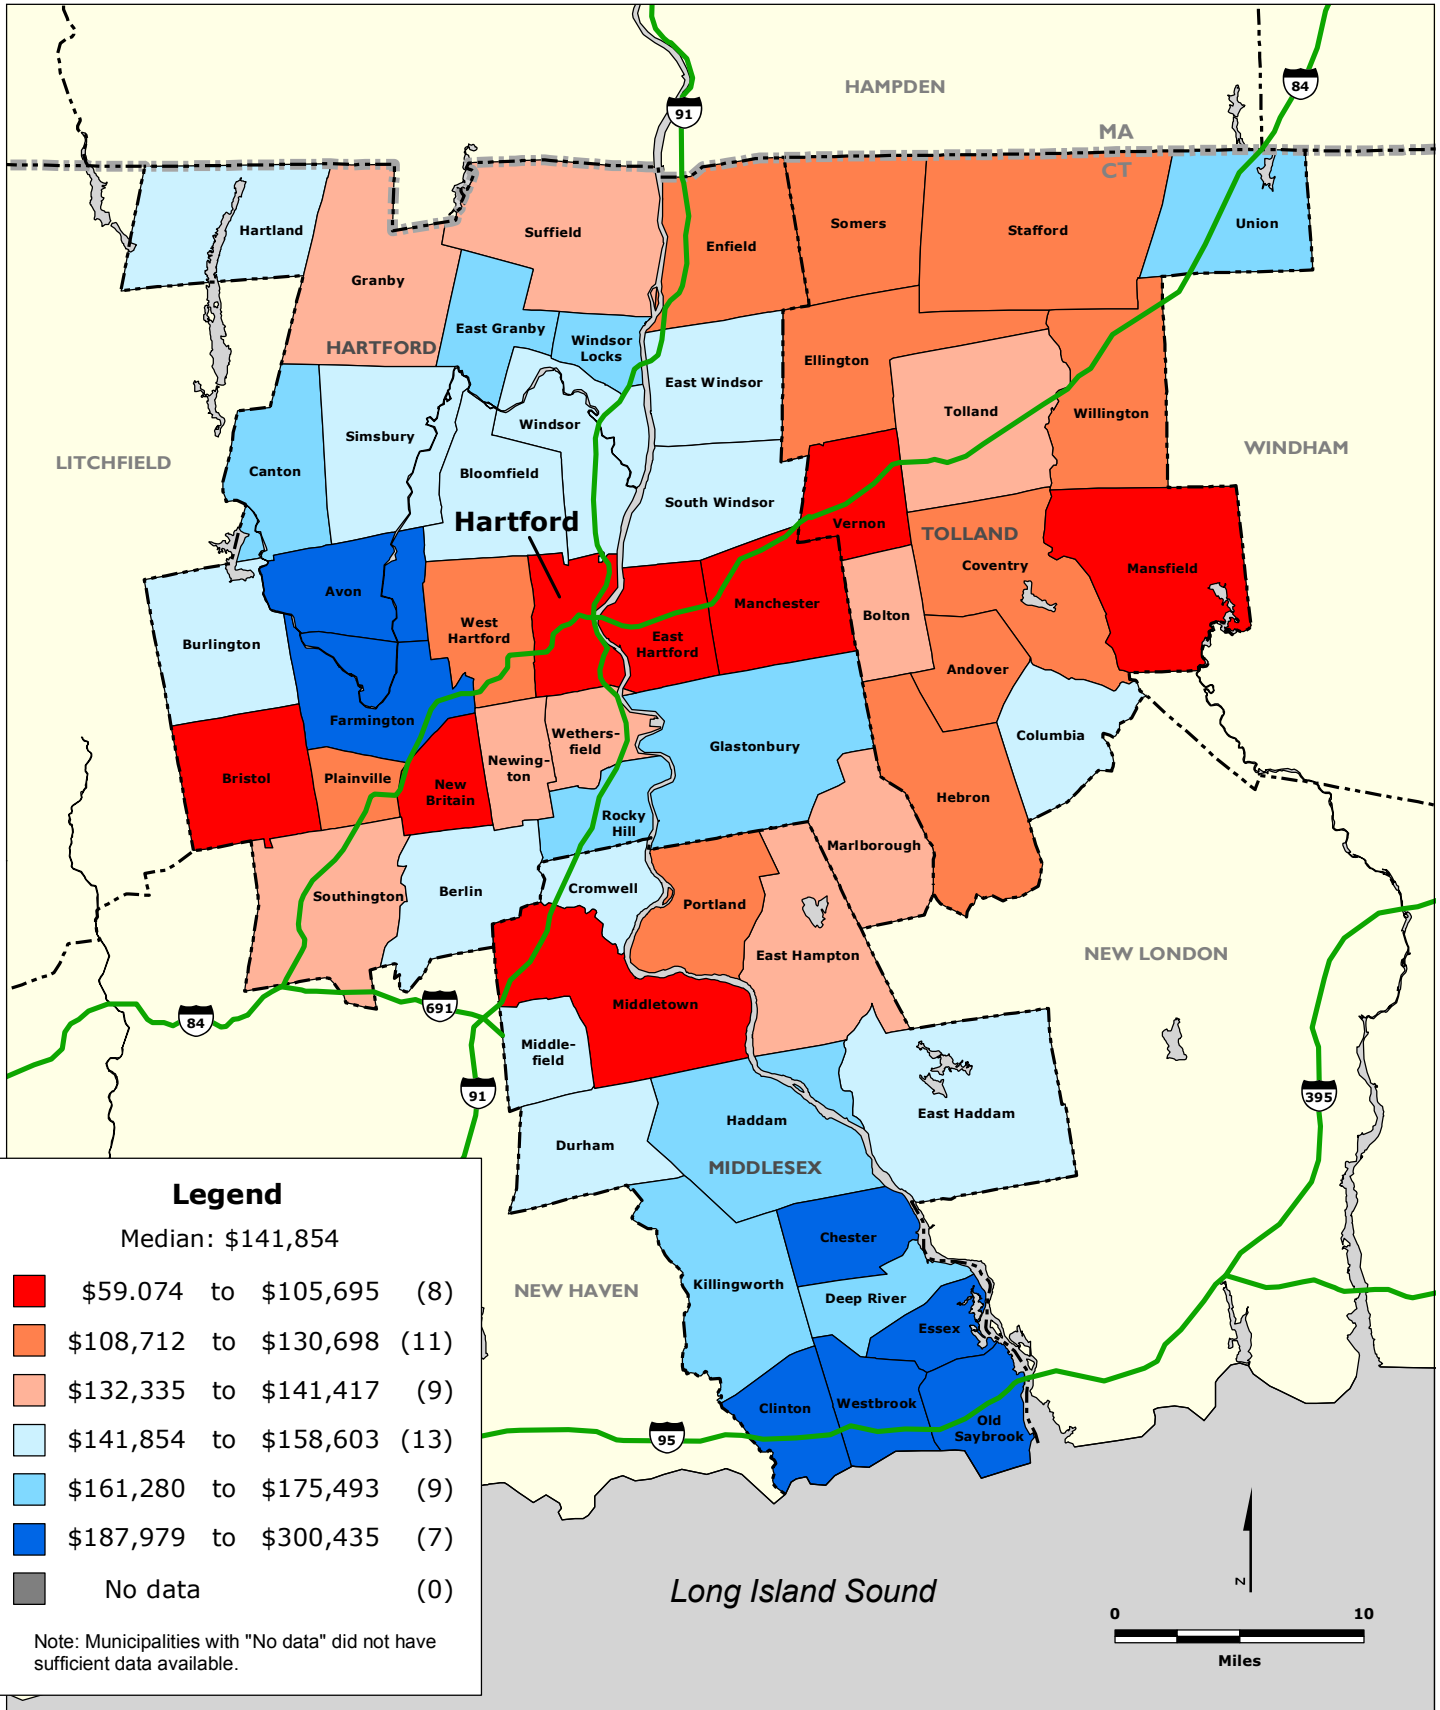 HAMPDEN
91
84
MA
CT
Hartland
Granby
Suffield
Enfield
Somers
Stafford
Union
HARTFORD
East Granby
Windsor
Locks
East Windsor
Ellington
Tolland
Willington
LITCHFIELD
WINDHAM
Canton
Simsbury
Windsor
Bloomfield
South Windsor
Vernon
Hartford
TOLLAND
Coventry
Mansfield
Avon
Burlington
West
Hartford
East
Hartford
Manchester
Bolton
Andover
Columbia
Farmington
Bristol
Plainville
New
Britain
Newing-
ton
Wethers-
field
Glastonbury
Hebron
Rocky
Hill
Marlborough
Southington
Berlin
Cromwell
Portland
East Hampton
NEW LONDON
Middletown
84
691
Middle-
field
91
395
East Haddam
Haddam
Durham
MIDDLESEX
Chester
NEW HAVEN
Killingworth
Deep River
Essex
Clinton
Westbrook
Old
Saybrook
95
Legend
Median: $141,854
$59.074 to $105,695 (8)
$108,712 to $130,698 (11)
$132,335 to $141,417 (9)
$141,854 to $158,603 (13)
$161,280 to $175,493 (9)
$187,979 to $300,435 (7)
No data (0)
Note: Municipalities with "No data" did not have
sufficient data available.
Long Island Sound
N
0 10
Miles